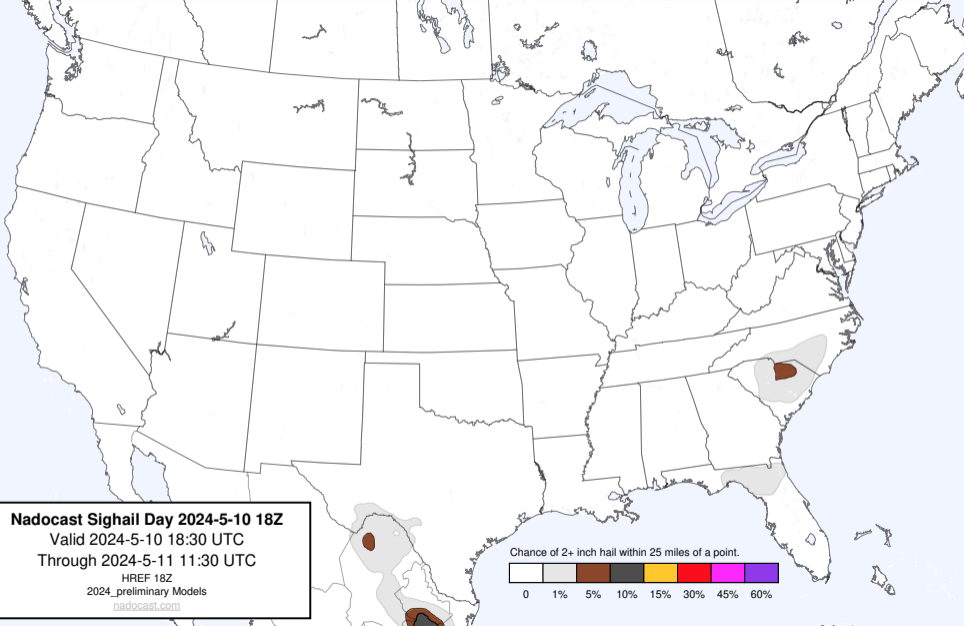 Nadocast Sighail Day 2024-5-10 18Z
Valid 2024-5-10 18:30 UTC
Through 2024-5-11 11:30 UTC
HREF 18Z
2024_preliminary Models
nadocast.com
Chance of 2+ inch hail within 25 miles of a point.
0 1% 5% 10% 15% 30% 45% 60%